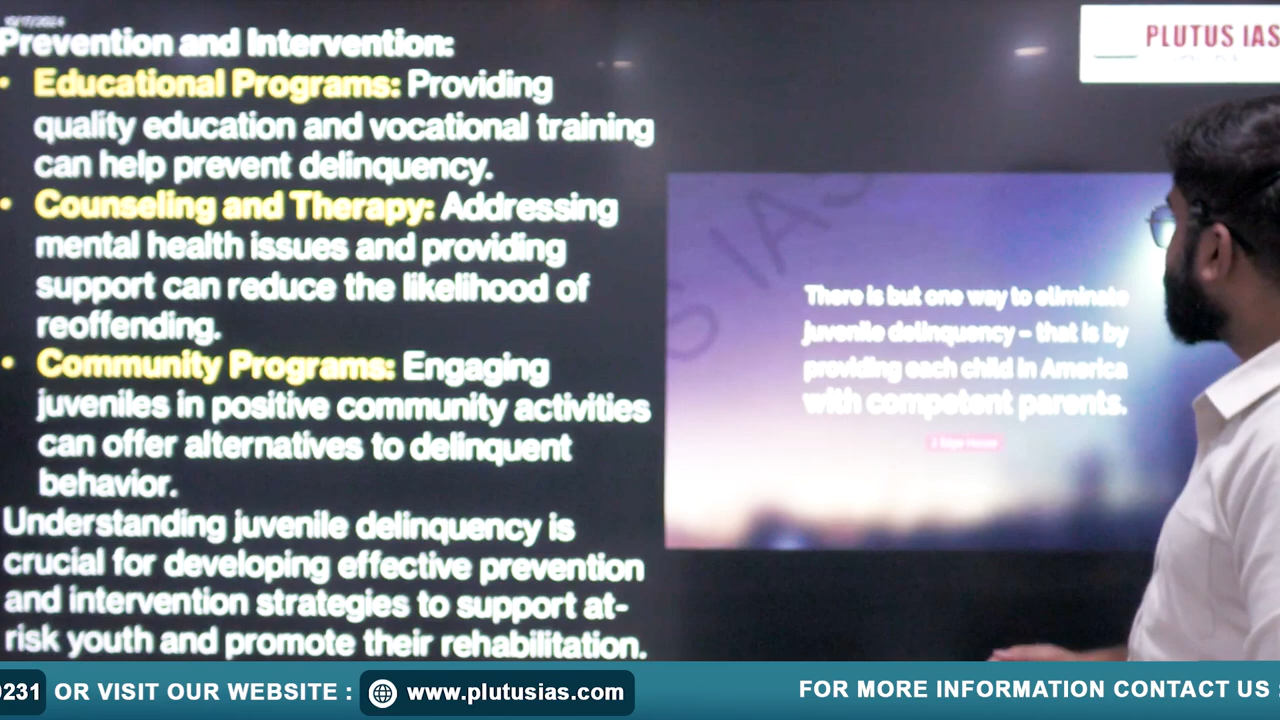 10/17/2024
Prevention and Intervention:
• Educational Programs: Providing
quality education and vocational training
can help prevent delinquency.
• Counseling and Therapy: Addressing
mental health issues and providing
support can reduce the likelihood of
reoffending.
• Community Programs: Engaging
juveniles in positive community activities
can offer alternatives to delinquent
behavior.
Understanding juvenile delinquency is
crucial for developing effective prevention
and intervention strategies to support at-
risk youth and promote their rehabilitation.
PLUTUS IAS
S IAS
There is but one way to eliminate
juvenile delinquency – that is by
providing each child in America
with competent parents.
0231 OR VISIT OUR WEBSITE : www.plutusias.com
FOR MORE INFORMATION CONTACT US :